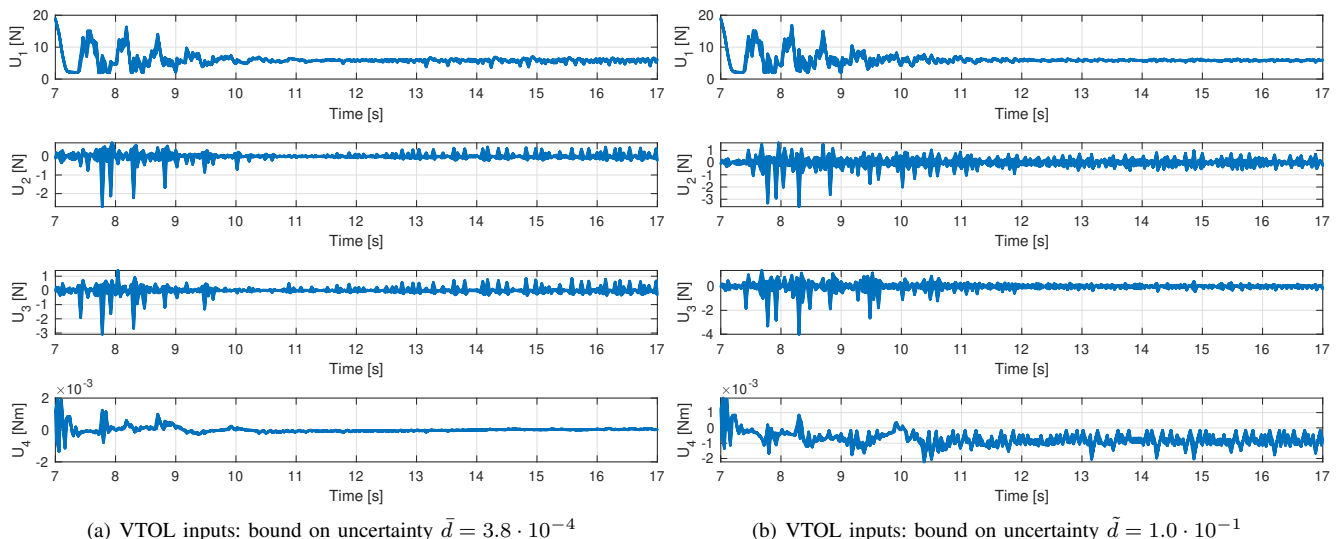 20
10
0
U1 [N]
7 8 9 10 11 12 13 14 15 16 17
Time [s]
0
-1
-2
U2 [N]
7 8 9 10 11 12 13 14 15 16 17
Time [s]
1
0
-1
-2
-3
U3 [N]
7 8 9 10 11 12 13 14 15 16 17
Time [s]
×10-3
2
0
-2
U4 [Nm]
7 8 9 10 11 12 13 14 15 16 17
Time [s]
(a) VTOL inputs: bound on uncertainty d̄ = 3.8 · 10−4
20
10
0
U1 [N]
7 8 9 10 11 12 13 14 15 16 17
Time [s]
1
0
-1
-2
-3
U2 [N]
7 8 9 10 11 12 13 14 15 16 17
Time [s]
0
-2
-4
U3 [N]
7 8 9 10 11 12 13 14 15 16 17
Time [s]
×10-3
1
0
-1
-2
U4 [Nm]
7 8 9 10 11 12 13 14 15 16 17
Time [s]
(b) VTOL inputs: bound on uncertainty d̃ = 1.0 · 10−1